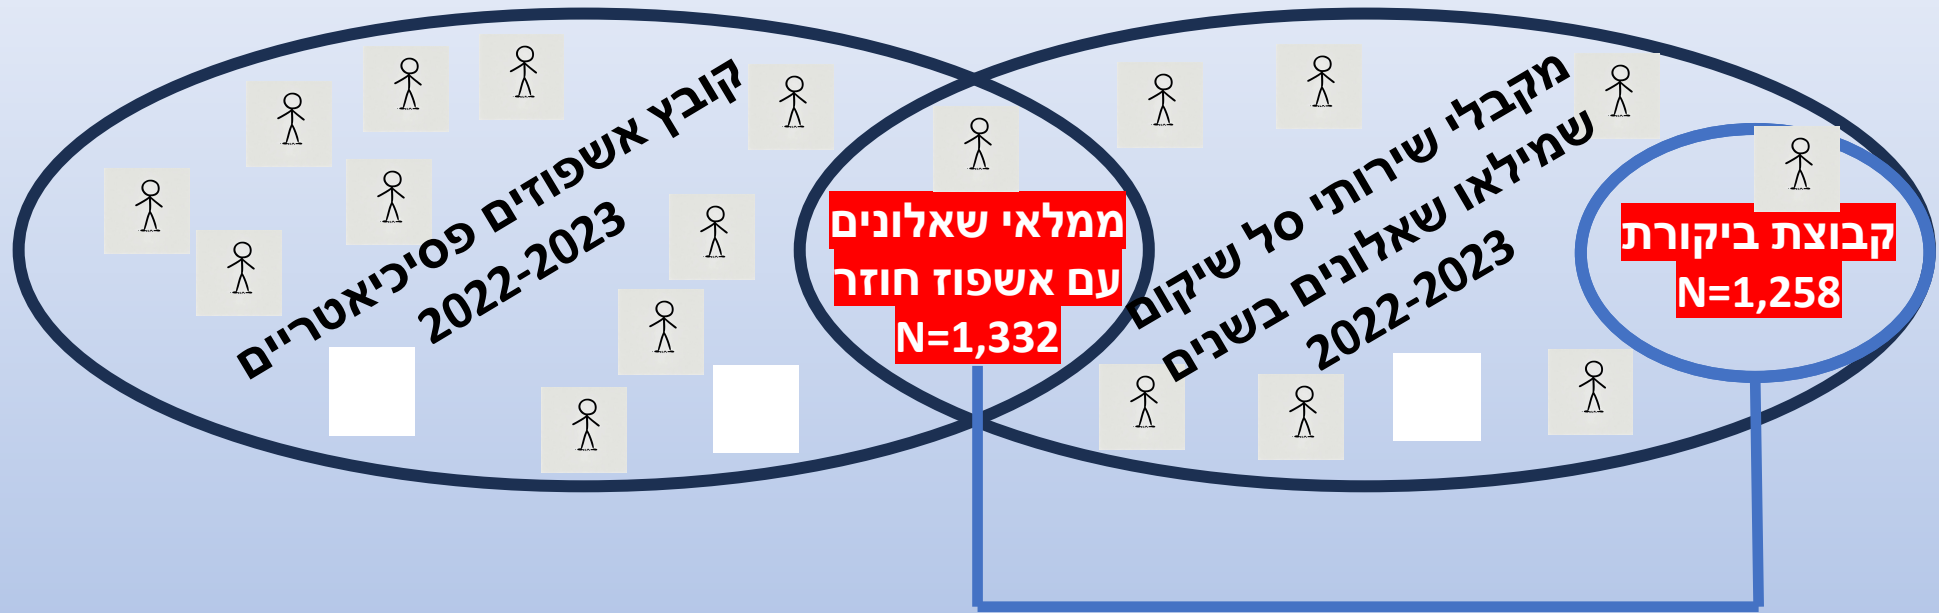 קובץ אשפוזים פסיכיאטריים
2022-2023
ממלאי שאלונים
עם אשפוז חוזר
N=1,332
מקבלי שירותי סל שיקום
שמילאו שאלונים בשנים
2022-2023
קבוצת ביקורת
N=1,258